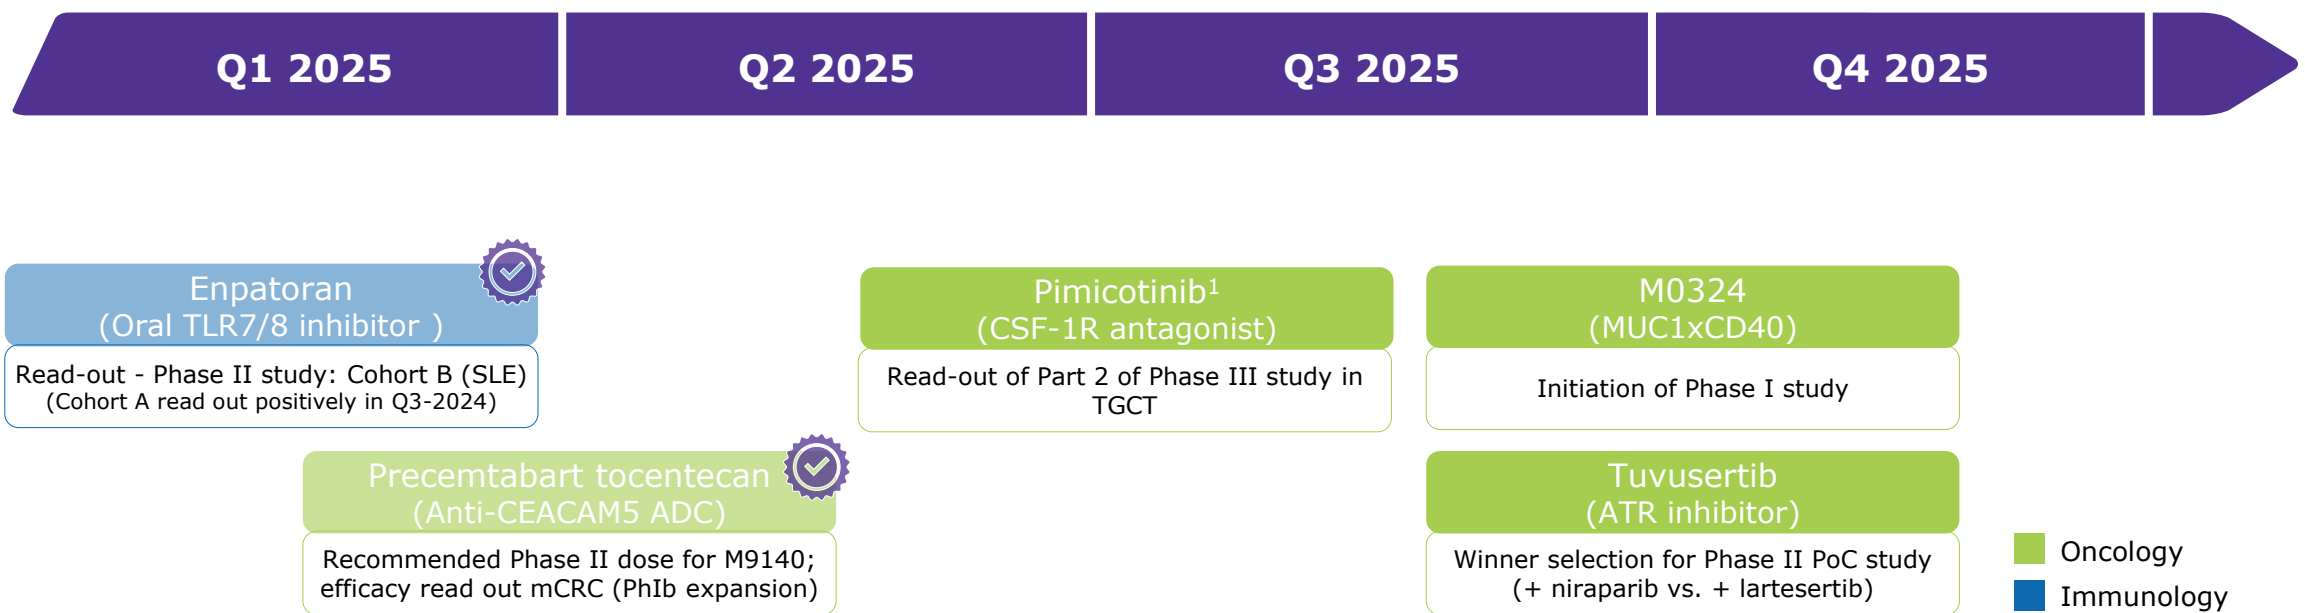 Q1 2025
Q2 2025
Q3 2025
Q4 2025
Enpatoran
(Oral TLR7/8 inhibitor )
Read-out - Phase II study: Cohort B (SLE)
(Cohort A read out positively in Q3-2024)
Precemtabart tocentecan
(Anti-CEACAM5 ADC)
Recommended Phase II dose for M9140;
efficacy read out mCRC (PhIb expansion)
Pimicotinib¹
(CSF-1R antagonist)
Read-out of Part 2 of Phase III study in
TGCT
M0324
(MUC1xCD40)
Initiation of Phase I study
Tuvusertib
(ATR inhibitor)
Winner selection for Phase II PoC study
(+ niraparib vs. + lartesertib)
Oncology
Immunology